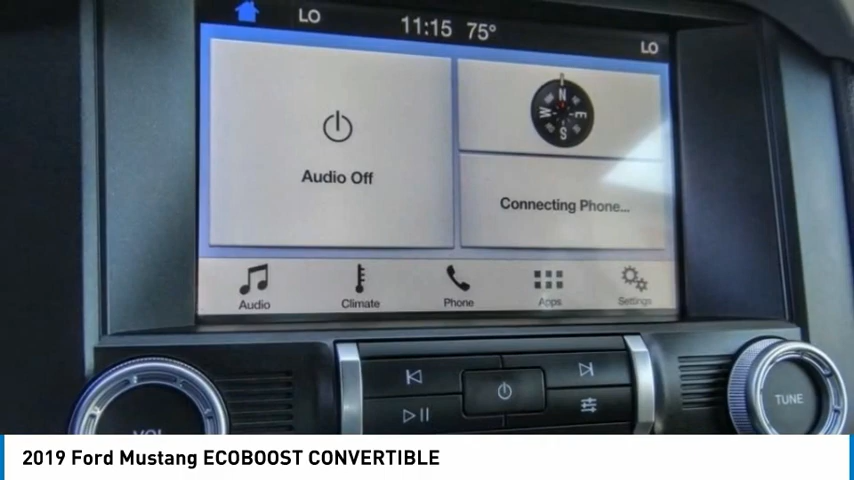 LO 11:15 75° LO
Audio Off
N
W E
S
Connecting Phone...
Audio Climate Phone Apps Settings
VOL TUNE
2019 Ford Mustang ECOBOOST CONVERTIBLE